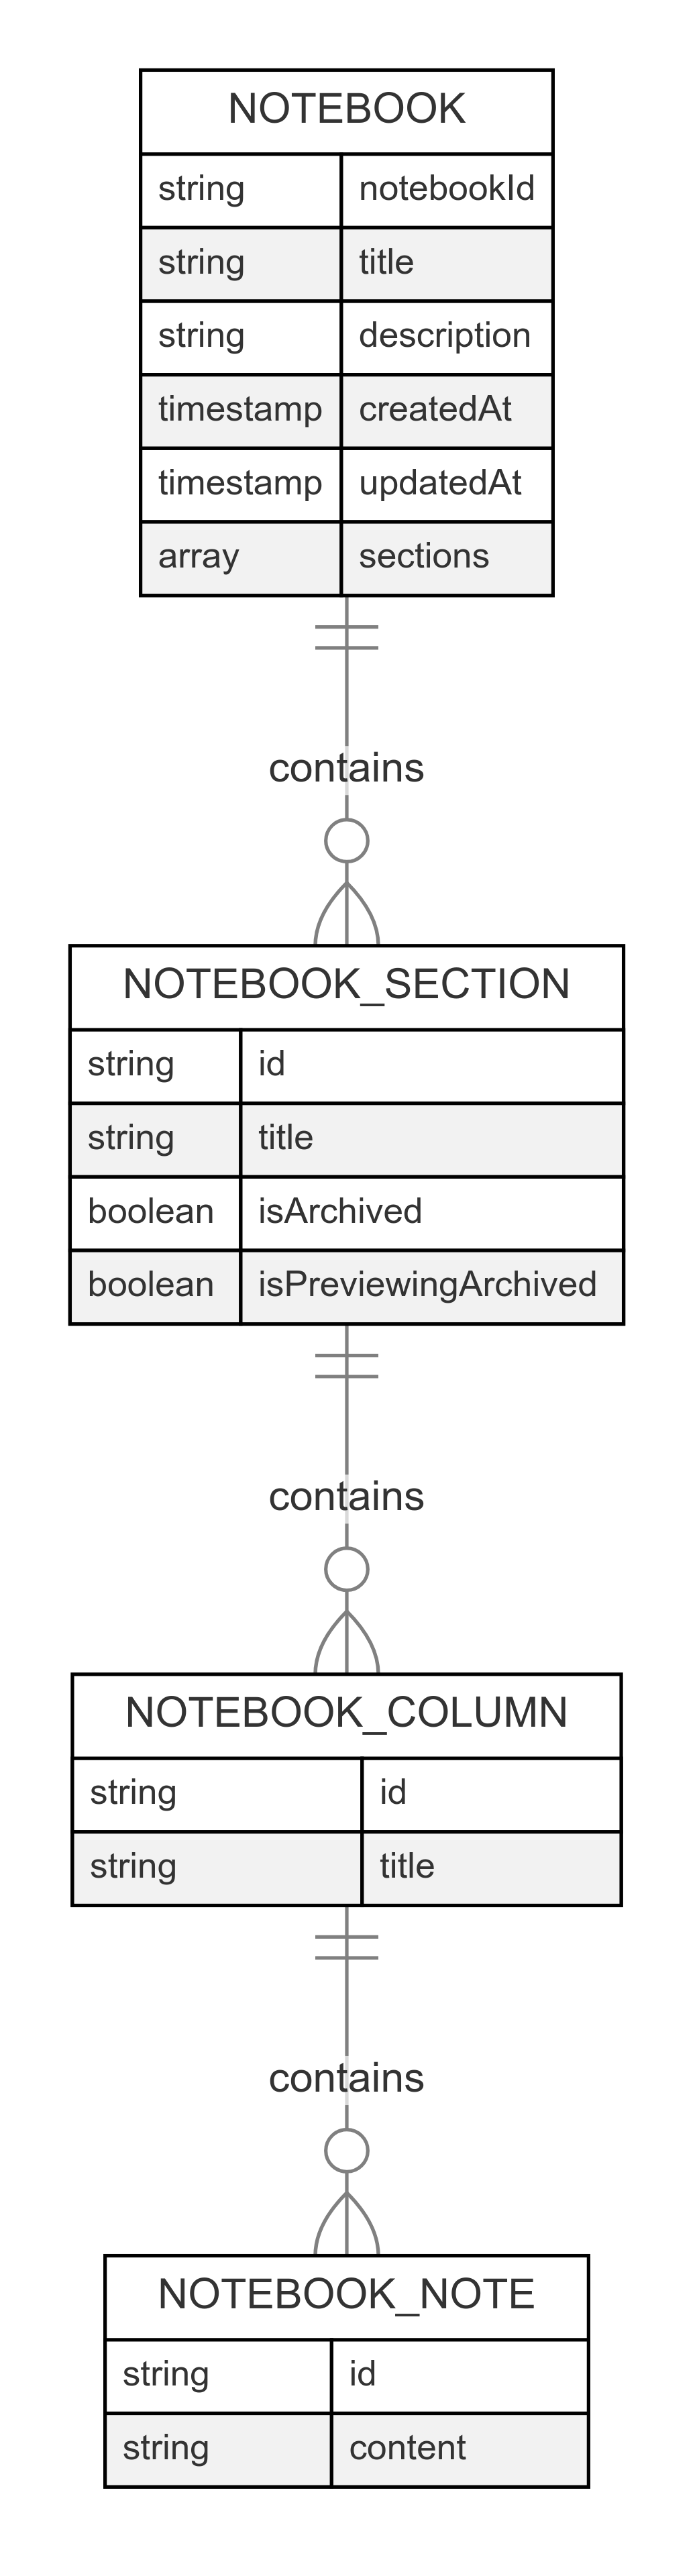 NOTEBOOK
string notebookId
string title
string description
timestamp createdAt
timestamp updatedAt
array sections
contains
NOTEBOOK_SECTION
string id
string title
boolean isArchived
boolean isPreviewingArchived
contains
NOTEBOOK_COLUMN
string id
string title
contains
NOTEBOOK_NOTE
string id
string content